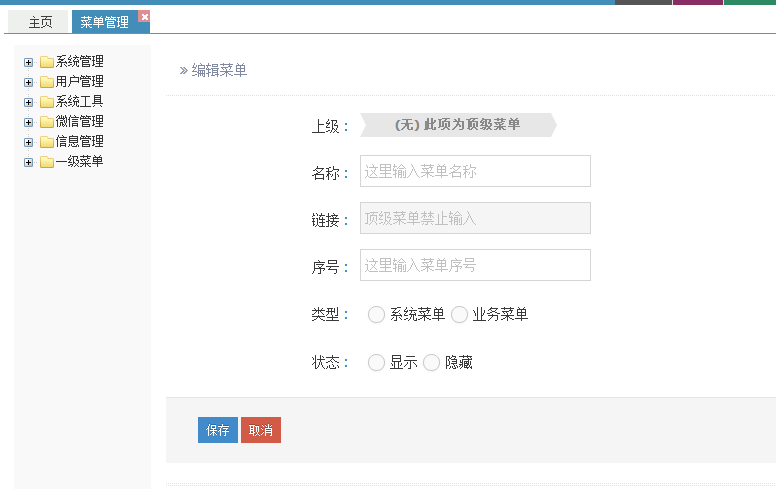 主页
菜单管理
系统管理
用户管理
系统工具
微信管理
信息管理
一级菜单
» 编辑菜单
上级：
(无) 此项为顶级菜单
名称：
这里输入菜单名称
链接：
顶级菜单禁止输入
序号：
这里输入菜单序号
类型：
系统菜单 业务菜单
状态：
显示 隐藏
保存 取消